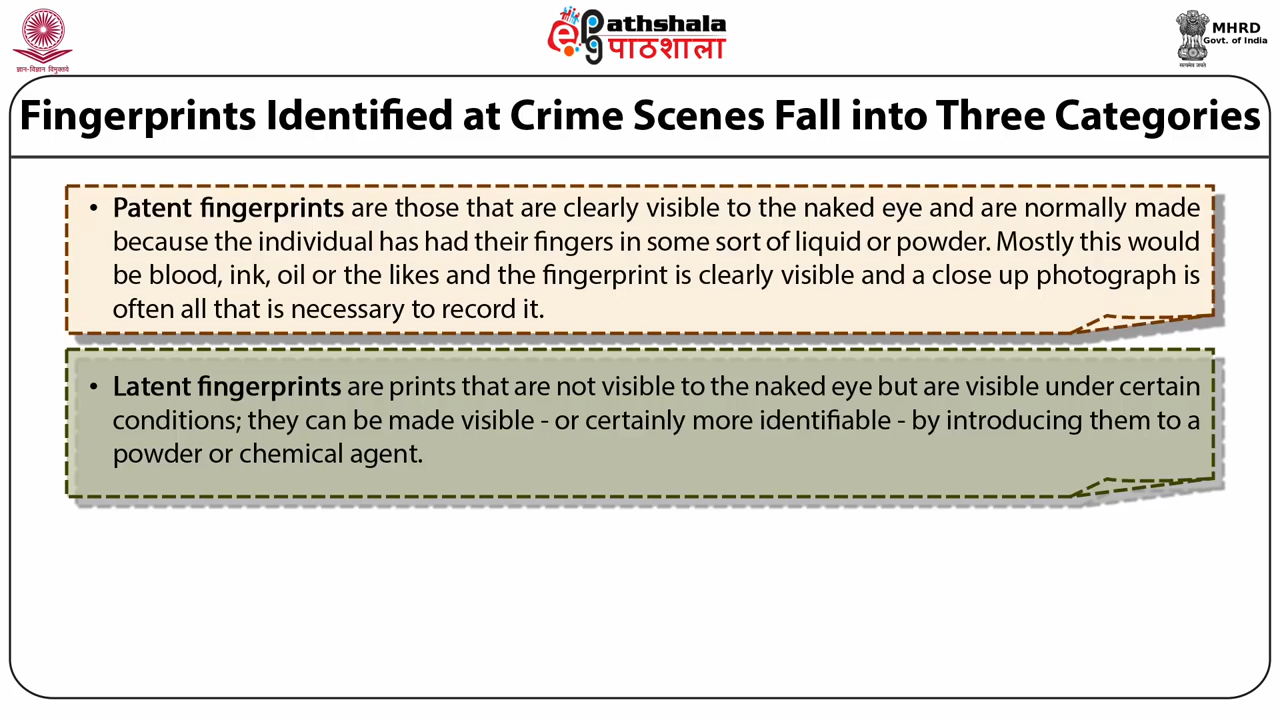 ज्ञान-विज्ञान विमुक्तये
e Pathshala
पाठशाला
MHRD
Govt. of India
सत्यमेव जयते
Fingerprints Identified at Crime Scenes Fall into Three Categories
• Patent fingerprints are those that are clearly visible to the naked eye and are normally made
because the individual has had their fingers in some sort of liquid or powder. Mostly this would
be blood, ink, oil or the likes and the fingerprint is clearly visible and a close up photograph is
often all that is necessary to record it.
• Latent fingerprints are prints that are not visible to the naked eye but are visible under certain
conditions; they can be made visible - or certainly more identifiable - by introducing them to a
powder or chemical agent.